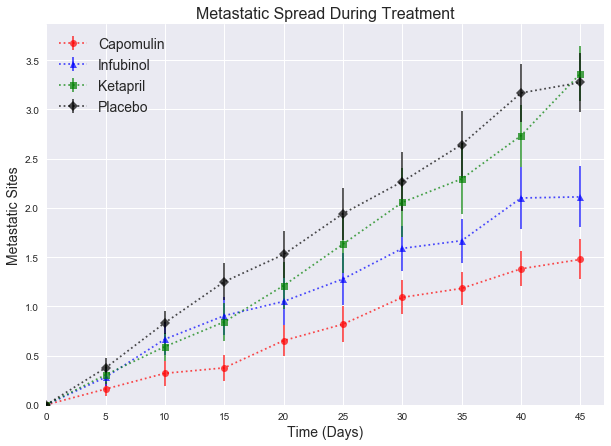 Metastatic Spread During Treatment
Capomulin
Infubinol
Ketapril
Placebo
Metastatic Sites
3.5
3.0
2.5
2.0
1.5
1.0
0.5
0.0
0 5 10 15 20 25 30 35 40 45
Time (Days)